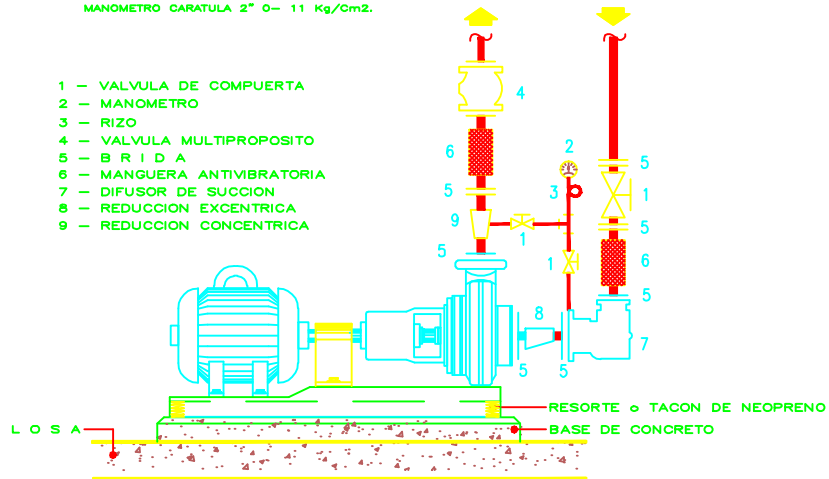 MANOMETRO CARATULA 2" 0- 11 Kg/Cm2.
1 - VALVULA DE COMPUERTA
2 - MANOMETRO
3 - RIZO
4 - VALVULA MULTIPROPOSITO
5 - B R I D A
6 - MANGUERA ANTIVIBRATORIA
7 - DIFUSOR DE SUCCION
8 - REDUCCION EXCENTRICA
9 - REDUCCION CONCENTRICA
4
6
2
5
5
3
1
9
1
5
5
1
6
5
8
7
5
5
RESORTE o TACON DE NEOPRENO
L O S A
BASE DE CONCRETO